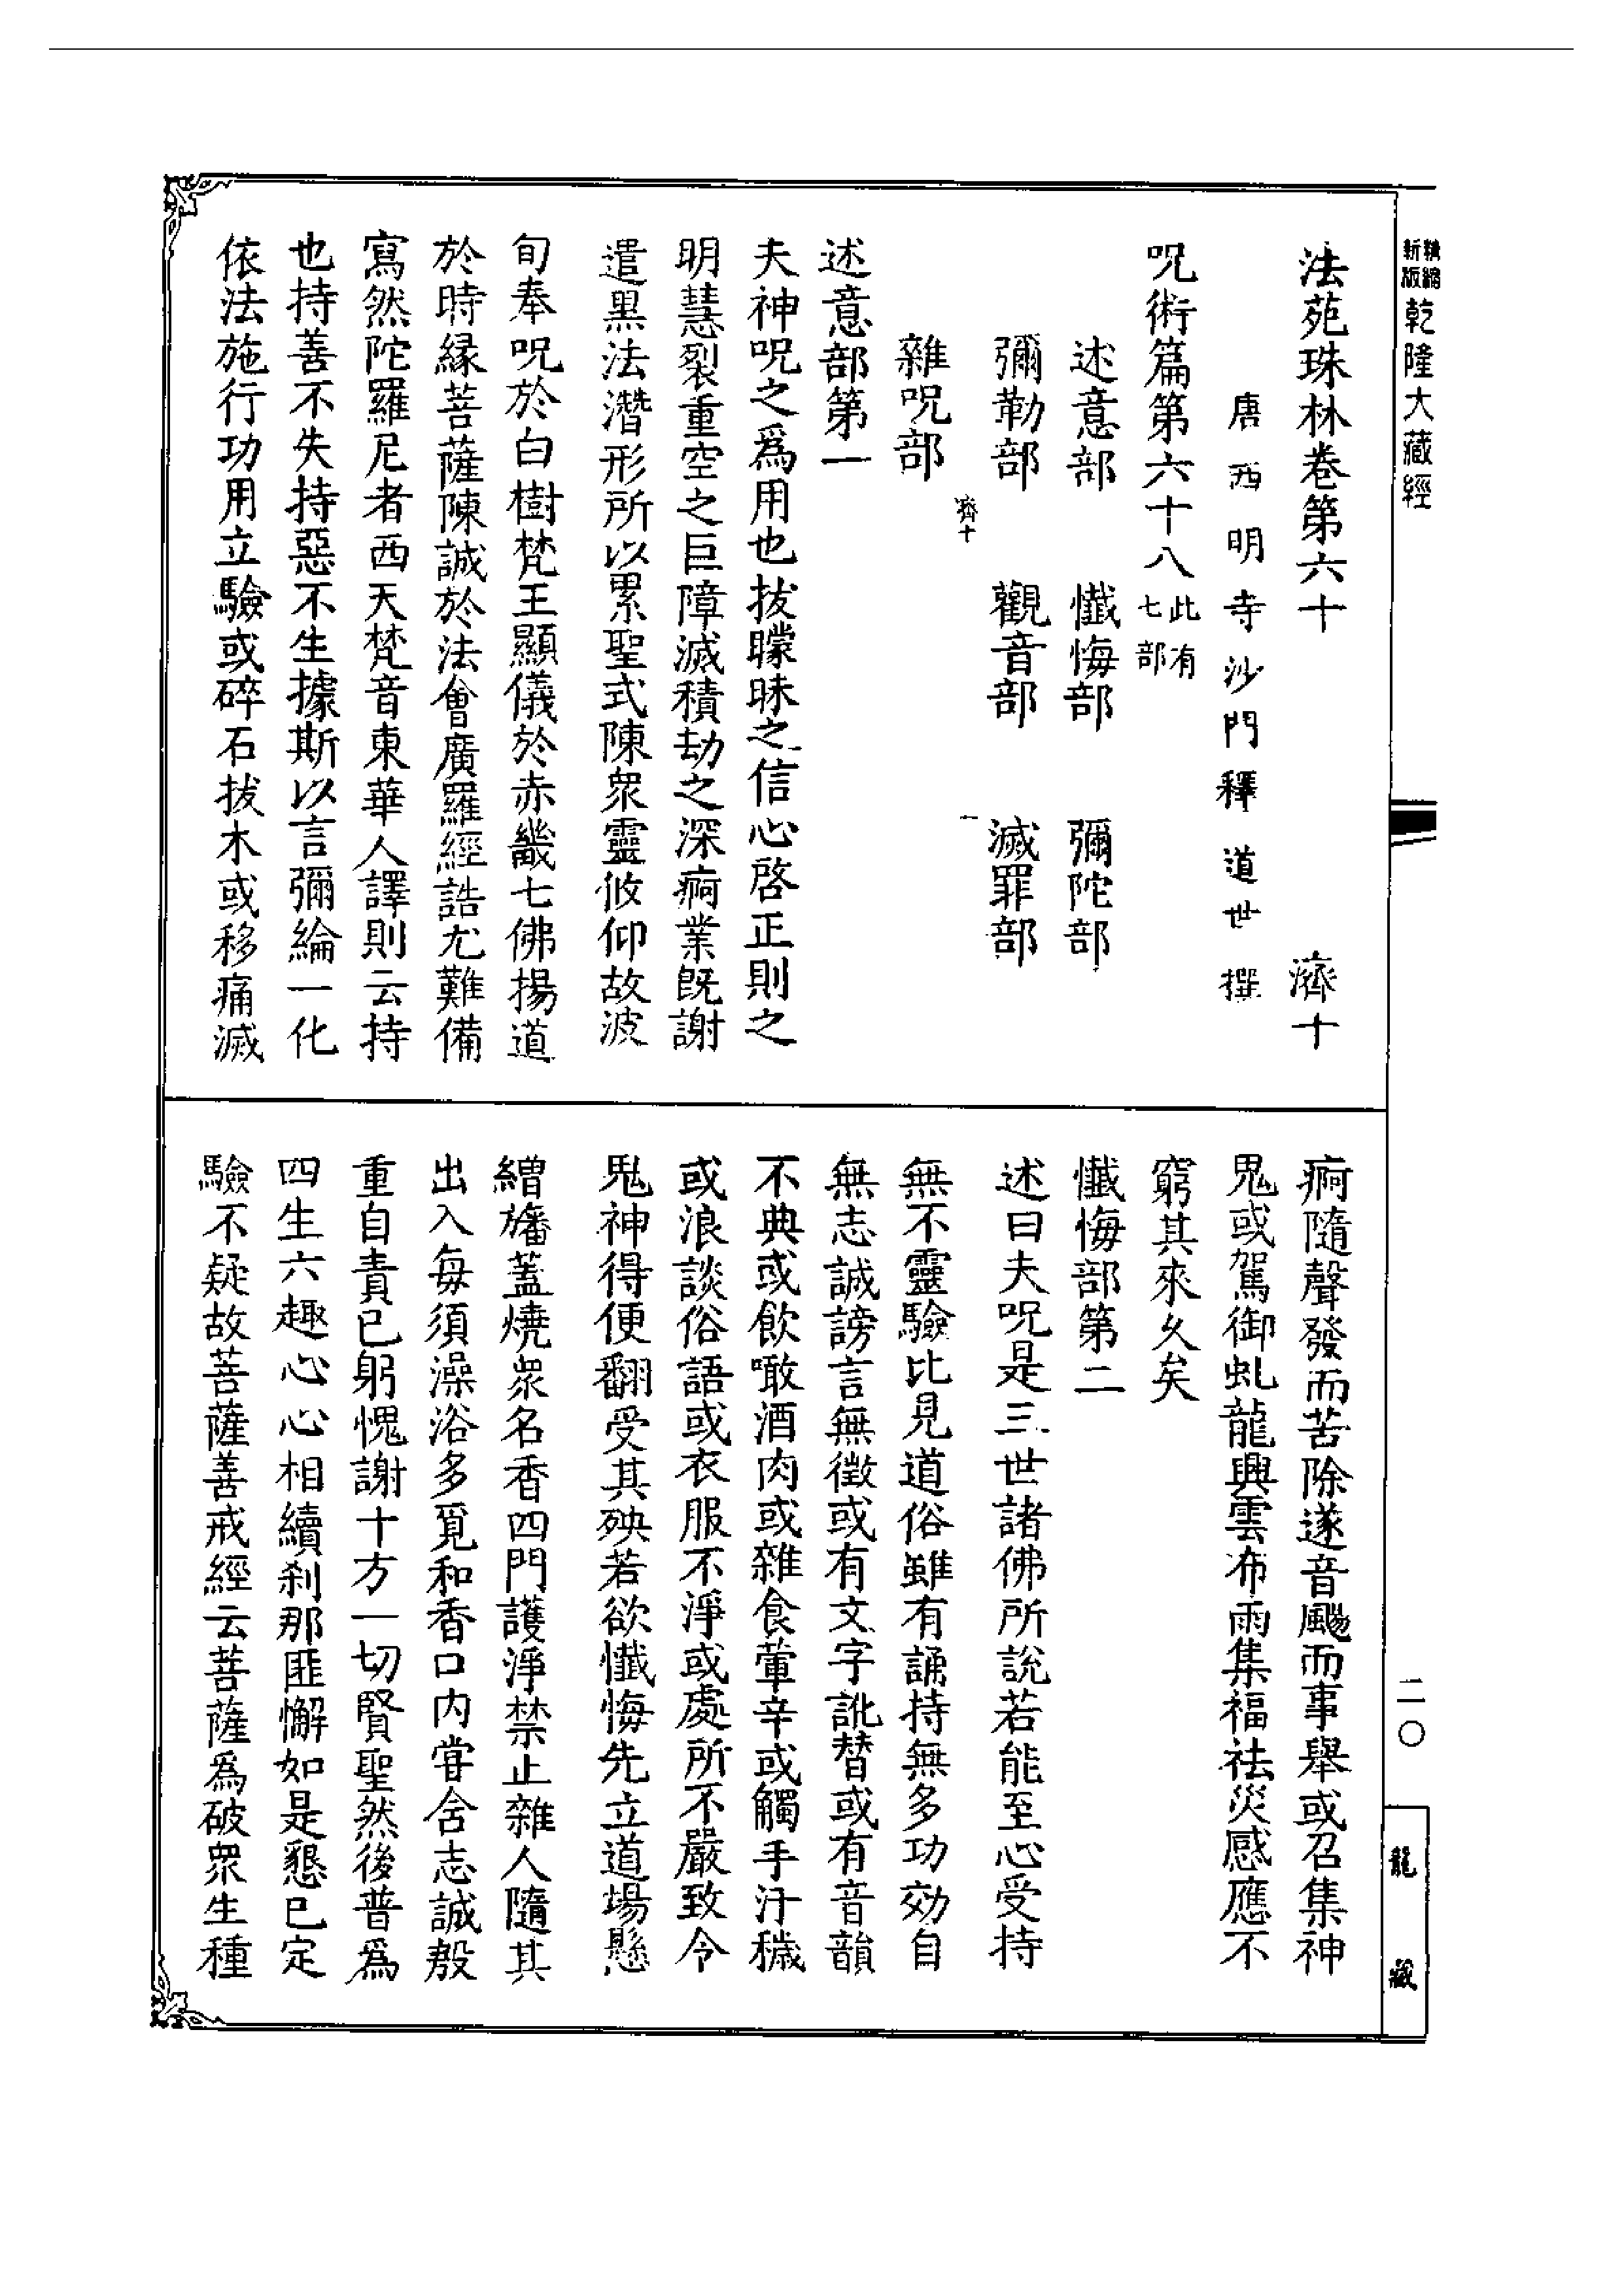 精縮新版乾隆大藏經
法苑珠林卷第六十 濟十
唐西明寺沙門釋道世撰
呪術篇第六十八此有七部
述意部 懺悔部 彌陀部
彌勒部 觀音部 滅罪部
濟十 一
雜呪部
述意部第一
夫神呪之爲用也拔矇昧之信心啓正則之
明慧裂重空之巨障滅積劫之深痾業旣謝
遣黑法潛形所以累聖式陳衆靈攸仰故波
旬奉呪於白樹梵王顯儀於赤畿七佛揚道
於時緣菩薩陳誠於法會廣羅經誥尤難備
寫然陀羅尼者西天梵音東華人譯則云持
也持善不失持惡不生據斯以言彌綸一化
依法施行功用立驗或碎石拔木或移痛滅
痾隨聲發而苦除遂音颺而事舉或召集神
鬼或駕御虬龍興雲布雨集福祛災感應不
窮其來久矣
懺悔部第二
述曰夫呪是三世諸佛所說若能至心受持
無不靈驗比見道俗雖有誦持無多功効自
無志誠謗言無徵或有文字訛替或有音韻
不典或飲噉酒肉或雜食葷辛或觸手汗穢
或浪談俗語或衣服不淨或處所不嚴致令
鬼神得便翻受其殃若欲懺悔先立道場懸
繒旛蓋燒衆名香四門護淨禁止雜人隨其
出入每須澡浴多覓和香口內甞含志誠殷
重自責已躬愧謝十方一切賢聖然後普爲
四生六趣心心相續刹那匪懈如是懇已定
驗不疑故菩薩善戒經云菩薩爲破衆生種
二〇
龍藏